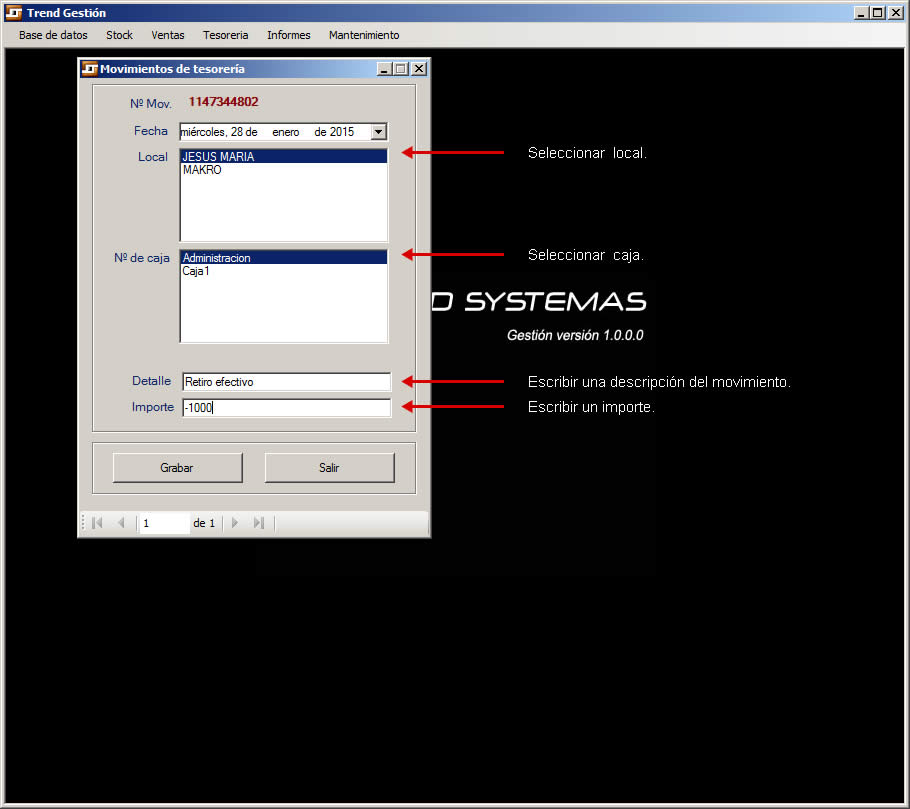 Trend Gestión
Base de datos Stock Ventas Tesoreria Informes Mantenimiento
Movimientos de tesorería
Nº Mov. 1147344802
Fecha miércoles, 28 de enero de 2015
Local JESUS MARIA
MAKRO
Seleccionar local.
Nº de caja Administracion
Caja1
Seleccionar caja.
D SYSTEMAS
Gestión versión 1.0.0.0
Detalle Retiro efectivo
Escribir una descripción del movimiento.
Importe -1000
Escribir un importe.
Grabar Salir
1 de 1